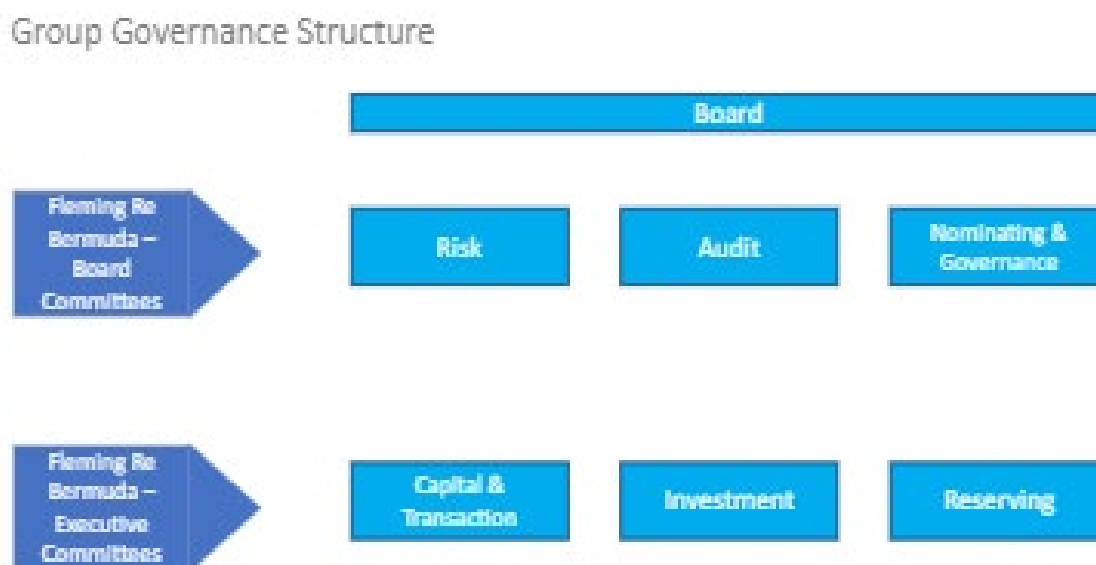 Group Governance Structure
Board
Fleming Re
Bermuda –
Board
Committees
Risk
Audit
Nominating &
Governance
Fleming Re
Bermuda –
Executive
Committees
Capital &
Transaction
Investment
Reserving